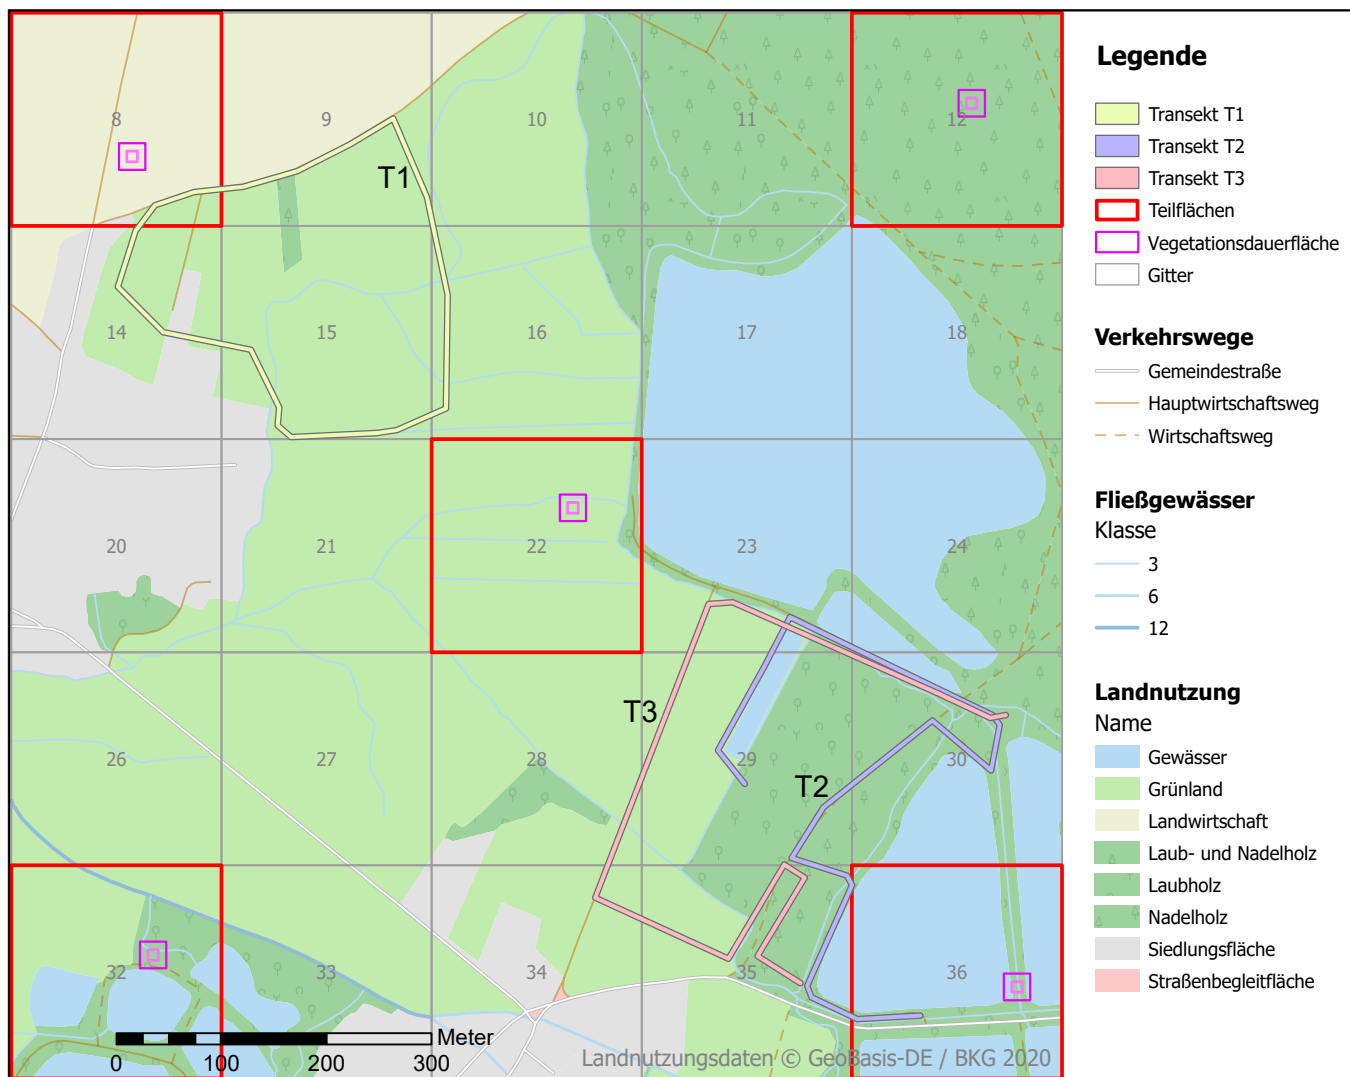 8
9
10
11
12
T1
14
15
16
17
18
20
21
22
23
24
T3
26
27
28
29
T2
30
32
33
34
35
36
Meter
0
100
200
300
Landnutzungsdaten © GeoBasis-DE / BKG 2020
Legende
Transekt T1
Transekt T2
Transekt T3
Teilflächen
Vegetationsdauerfläche
Gitter
Verkehrswege
Gemeindestraße
Hauptwirtschaftsweg
Wirtschaftsweg
Fließgewässer
Klasse
3
6
12
Landnutzung
Name
Gewässer
Grünland
Landwirtschaft
Laub- und Nadelholz
Laubholz
Nadelholz
Siedlungsfläche
Straßenbegleitfläche